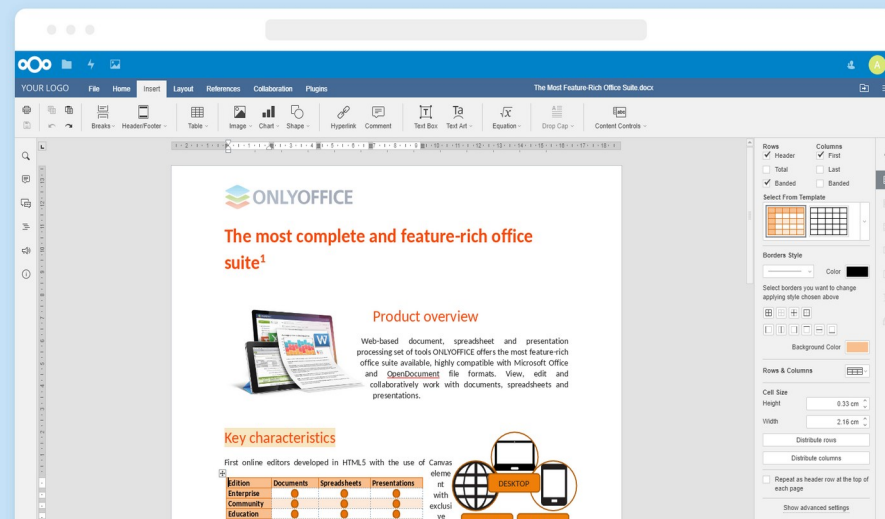 A
YOUR LOGO File Home Insert Layout References Collaboration Plugins The Most Feature-Rich Office Suite.docx
Breaks Header/Footer Table Image Chart Shape Hyperlink Comment Text Box Text Art Equation Drop Cap Content Controls
ONLYOFFICE
The most complete and feature-rich office
suite1
Product overview
Web-based document, spreadsheet and presentation
processing set of tools ONLYOFFICE offers the most feature-rich
office suite available, highly compatible with Microsoft Office
and OpenDocument file formats. View, edit and
collaboratively work with documents, spreadsheets and
presentations.
Key characteristics
First online editors developed in HTML5 with the use of Canvas
eleme
nt
with
exclusi
ve
Edition Documents Spreadsheets Presentations
Enterprise
Community
Education
DESKTOP
Rows Columns
Header First
Total Last
Banded Banded
Select From Template
Borders Style
Color
Select borders you want to change
applying style chosen above
Background Color
Rows & Columns
Cell Size
Height 0.33 cm
Width 2.16 cm
Distribute rows
Distribute columns
Repeat as header row at the top of
each page
Show advanced settings